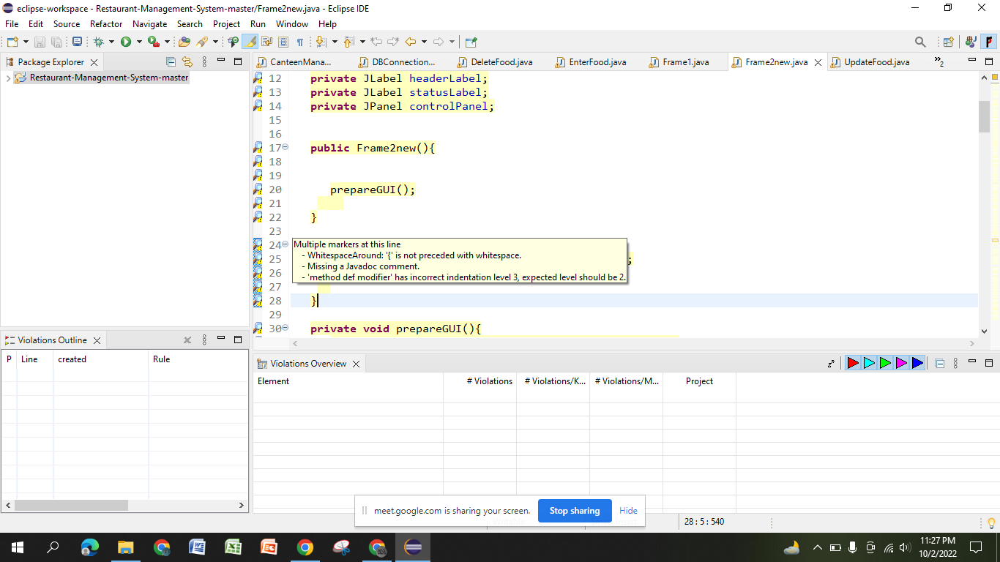 eclipse-workspace - Restaurant-Management-System-master/Frame2new.java - Eclipse IDE
File Edit Source Refactor Navigate Search Project Run Window Help
Package Explorer
Restaurant-Management-System-master
CanteenMana... DBConnection... DeleteFood.java EnterFood.java Frame1.java Frame2new.java UpdateFood.java »2
12 private JLabel headerLabel;
13 private JLabel statusLabel;
14 private JPanel controlPanel;
15
16
17 public Frame2new(){
18
19
20 prepareGUI();
21
22 }
23
24
Multiple markers at this line
- WhitespaceAround: '{' is not preceded with whitespace.
- Missing a Javadoc comment.
- 'method def modifier' has incorrect indentation level 3, expected level should be 2.
25 ;
26
27
28 }
29
30 private void prepareGUI(){
Violations Outline
P Line created Rule
Violations Overview
Element # Violations # Violations/K... # Violations/M... Project
meet.google.com is sharing your screen. Stop sharing Hide
28 : 5 : 540
11:27 PM
10/2/2022